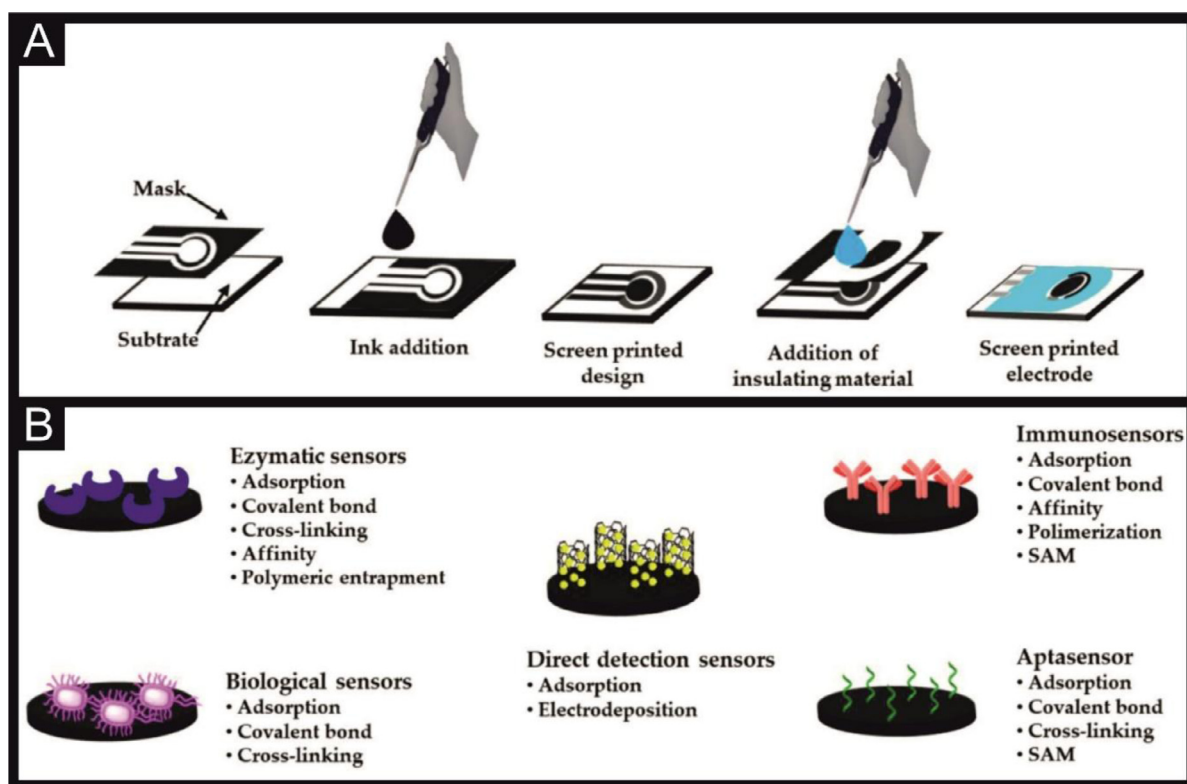 A
Mask
Subtrate
Ink addition
Screen printed
design
Addition of
insulating material
Screen printed
electrode
B
Ezymatic sensors
• Adsorption
• Covalent bond
• Cross-linking
• Affinity
• Polymeric entrapment
Biological sensors
• Adsorption
• Covalent bond
• Cross-linking
Direct detection sensors
• Adsorption
• Electrodeposition
Immunosensors
• Adsorption
• Covalent bond
• Affinity
• Polimerization
• SAM
Aptasensor
• Adsorption
• Covalent bond
• Cross-linking
• SAM